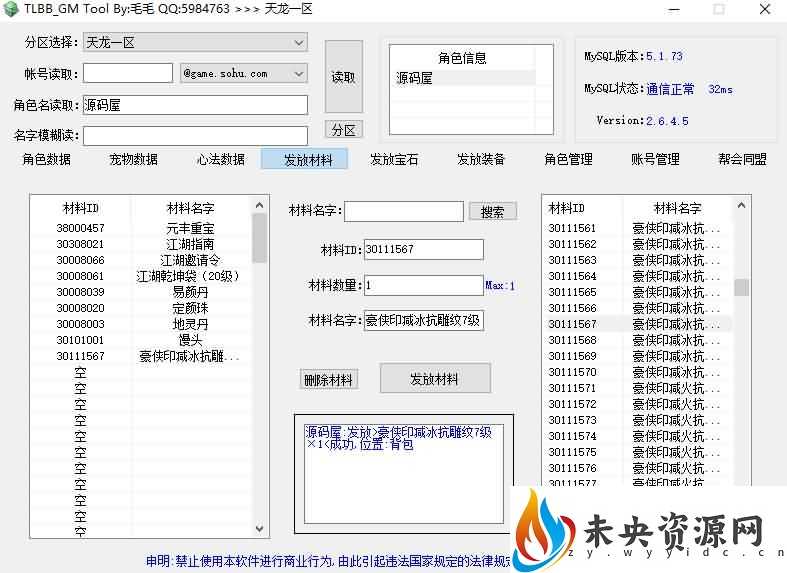 TLBB_GM Tool By:毛毛 QQ:5984763 >>> 天龙一区
分区选择: 天龙一区
帐号读取: @game.sohu.com
读取
角色名读取: 源码屋
名字模糊读: 分区
角色信息
源码屋
MySQL版本:5.1.73
MySQL状态:通信正常 32ms
Version:2.6.4.5
角色数据 宠物数据 心法数据 发放材料 发放宝石 发放装备 角色管理 账号管理 帮会同盟
材料ID 材料名字
38000457 元丰重宝
30308021 江湖指南
30008066 江湖邀请令
30008061 江湖乾坤袋（20级）
30008039 易颜丹
30008020 定颜珠
30008003 地灵丹
30101001 馒头
30111567 豪侠印减冰抗雕...
空
空
空
空
空
空
空
空
空
空
空
材料名字: 搜索
材料ID:30111567
材料数量:1 Max:1
材料名字:豪侠印减冰抗雕纹7级
删除材料 发放材料
源码屋:发放>豪侠印减冰抗雕纹7级
×1<成功,位置:背包
材料ID 材料名字
30111561 豪侠印减冰抗...
30111562 豪侠印减冰抗...
30111563 豪侠印减冰抗...
30111564 豪侠印减冰抗...
30111565 豪侠印减冰抗...
30111566 豪侠印减冰抗...
30111567 豪侠印减冰抗...
30111568 豪侠印减冰抗...
30111569 豪侠印减冰抗...
30111570 豪侠印减冰抗...
30111571 豪侠印减火抗...
30111572 豪侠印减火抗...
30111573 豪侠印减火抗...
30111574 豪侠印减火抗...
30111575 豪侠印减火抗...
30111576 豪侠印减火抗...
30111577 豪侠印减火抗...
申明:禁止使用本软件进行商业行为,由此引起违法国家规定的法律规定
未央资源网
zy.wyyidc.cn